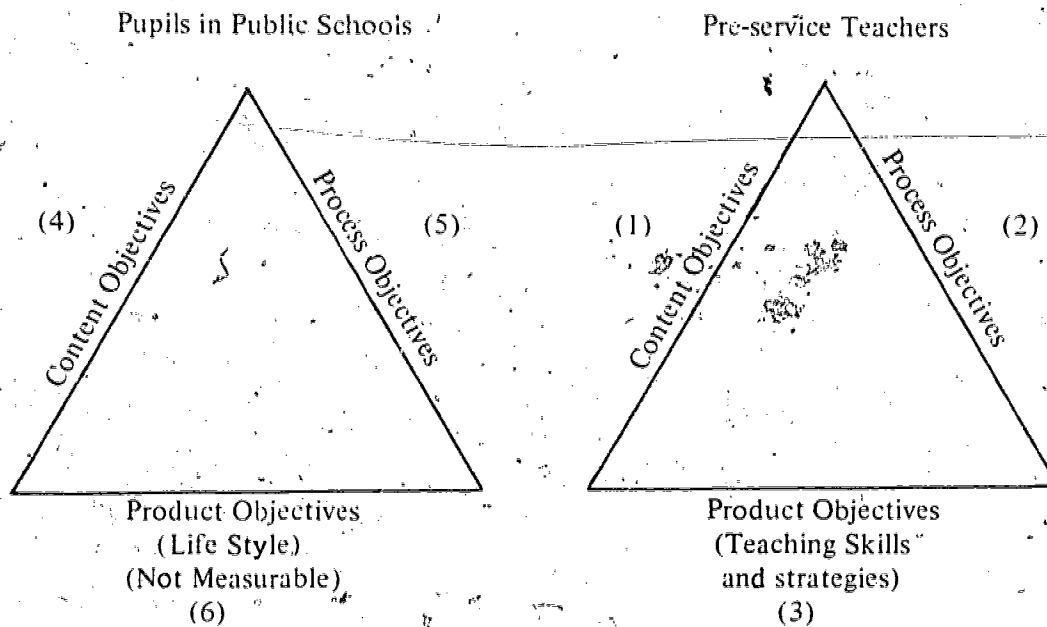 Pupils in Public Schools
Pre-service Teachers
(4)
Content Objectives
Process Objectives
(5)
(1)
Content Objectives
Process Objectives
(2)
Product Objectives
(Life Style)
(Not Measurable)
(6)
Product Objectives
(Teaching Skills
and strategies)
(3)